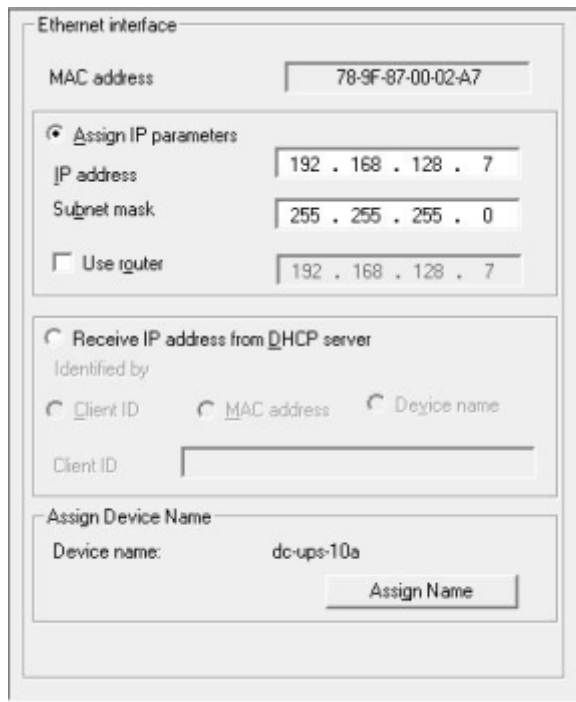 Ethernet interface
MAC address 78-9F-87-00-02-A7
Assign IP parameters
IP address 192 . 168 . 128 . 7
Subnet mask 255 . 255 . 255 . 0
Use router 192 . 168 . 128 . 7
Receive IP address from DHCP server
Identified by
Client ID MAC address Device name
Client ID
Assign Device Name
Device name: dc-ups-10a
Assign Name